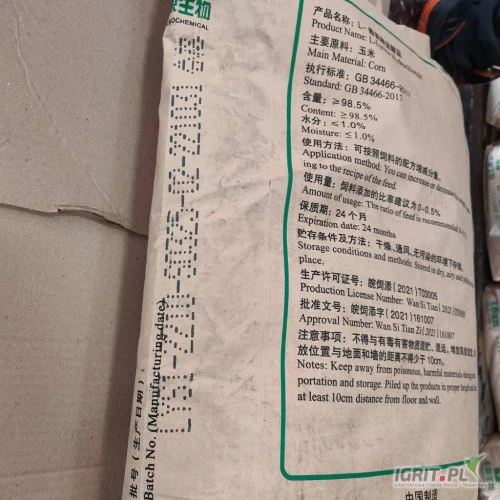 生物
OCHEMICAL
产品名称: L-
Product Name:
主要原料: 玉米
Main Material: Corn
执行标准: GB 34466-2017
Standard: GB 34466-2017
含量: ≥98.5%
Content: ≥98.5%
水分: ≤1.0%
Moisture: ≤1.0%
使用方法: 可按照饲料的配方增减分量。
Application method: You can increase or
ing to the recipe of the feed.
使用量: 饲料添加的比率建议为0-0.5%
Amount of usage: The ratio of feed is recommended
保质期: 24个月
Expiration date: 24 months
贮存条件及方法: 干燥、通风、无污染的环境下存储。
Storage conditions and methods: Stored in dry, airy and
place.
生产许可证号: 皖饲添 (2021) T03005
Production License Number: Wan Si Tian
批准文号: 皖饲添字 (2021) 161007
Approval Number: Wan Si Tian Zi (2021) 161007
注意事项: 不得与有毒有害物质混贮、混运，
放位置与地面和墙的距离不得少于10cm。
Notes: Keep away from poisonous, harmful materials during
portation and storage. Piled up the products in proper
at least 10cm distance from floor and wall.
中国制造
批号 (生产日期):
Batch No. (Manufacturing date)
IGRIT.PL